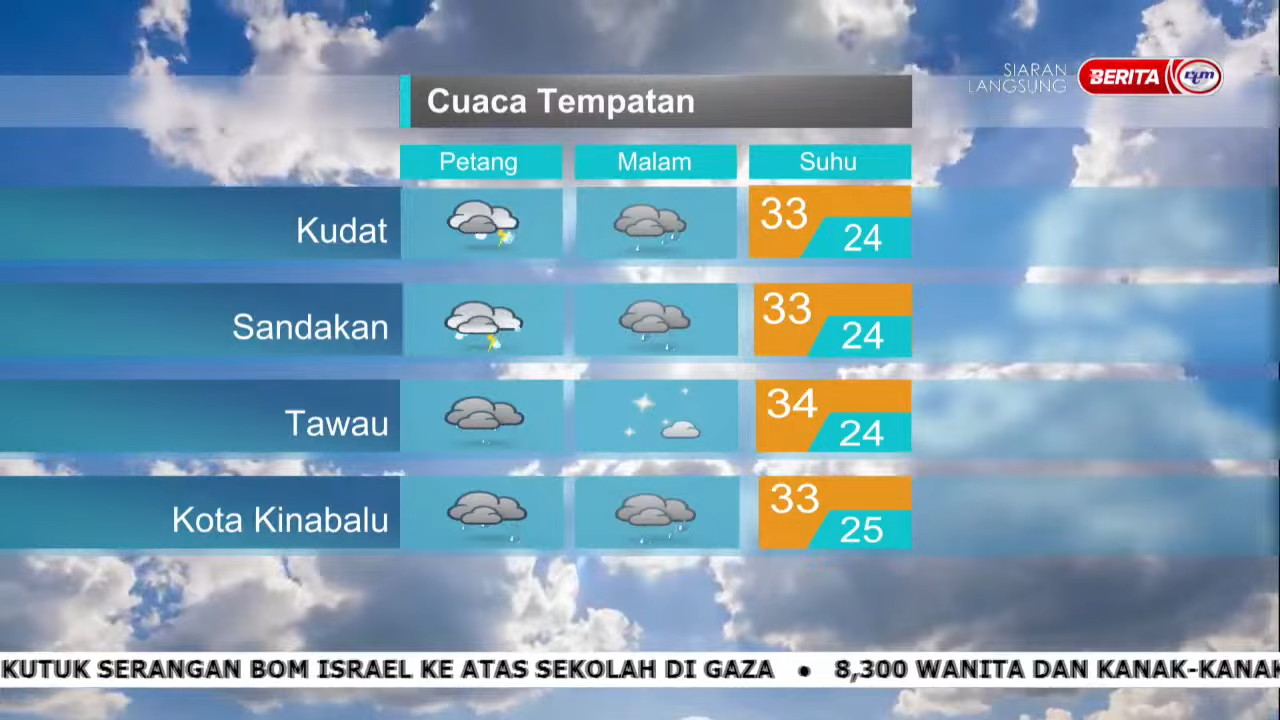 SIARAN
LANGSUNG
BERITA rtm
Cuaca Tempatan
Petang Malam Suhu
Kudat 33 24
Sandakan 33 24
Tawau 34 24
Kota Kinabalu 33 25
KUTUK SERANGAN BOM ISRAEL KE ATAS SEKOLAH DI GAZA • 8,300 WANITA DAN KANAK-KANAK